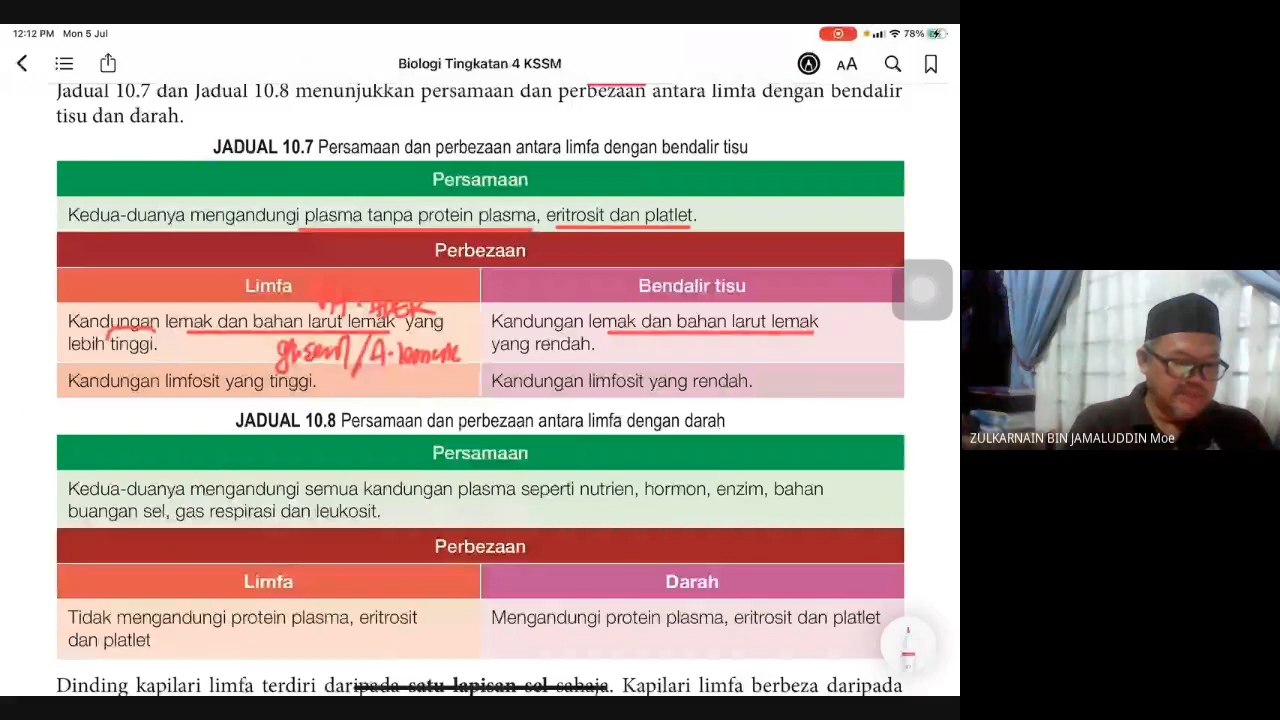 12:12 PM Mon 5 Jul
78%
Biologi Tingkatan 4 KSSM
AA
Jadual 10.7 dan Jadual 10.8 menunjukkan persamaan dan perbezaan antara limfa dengan bendalir
tisu dan darah.
JADUAL 10.7 Persamaan dan perbezaan antara limfa dengan bendalir tisu
Persamaan
Kedua-duanya mengandungi plasma tanpa protein plasma, eritrosit dan platlet.
Perbezaan
Limfa
Bendalir tisu
Kandungan lemak dan bahan larut lemak yang
lebih tinggi.
Kandungan lemak dan bahan larut lemak
yang rendah.
A. lemak
Kandungan limfosit yang tinggi.
Kandungan limfosit yang rendah.
JADUAL 10.8 Persamaan dan perbezaan antara limfa dengan darah
Persamaan
Kedua-duanya mengandungi semua kandungan plasma seperti nutrien, hormon, enzim, bahan
buangan sel, gas respirasi dan leukosit.
Perbezaan
Limfa
Darah
Tidak mengandungi protein plasma, eritrosit
dan platlet
Mengandungi protein plasma, eritrosit dan platlet
Dinding kapilari limfa terdiri daripada satu lapisan sel sahaja. Kapilari limfa berbeza daripada
ZULKARNAIN BIN JAMALUDDIN Moe